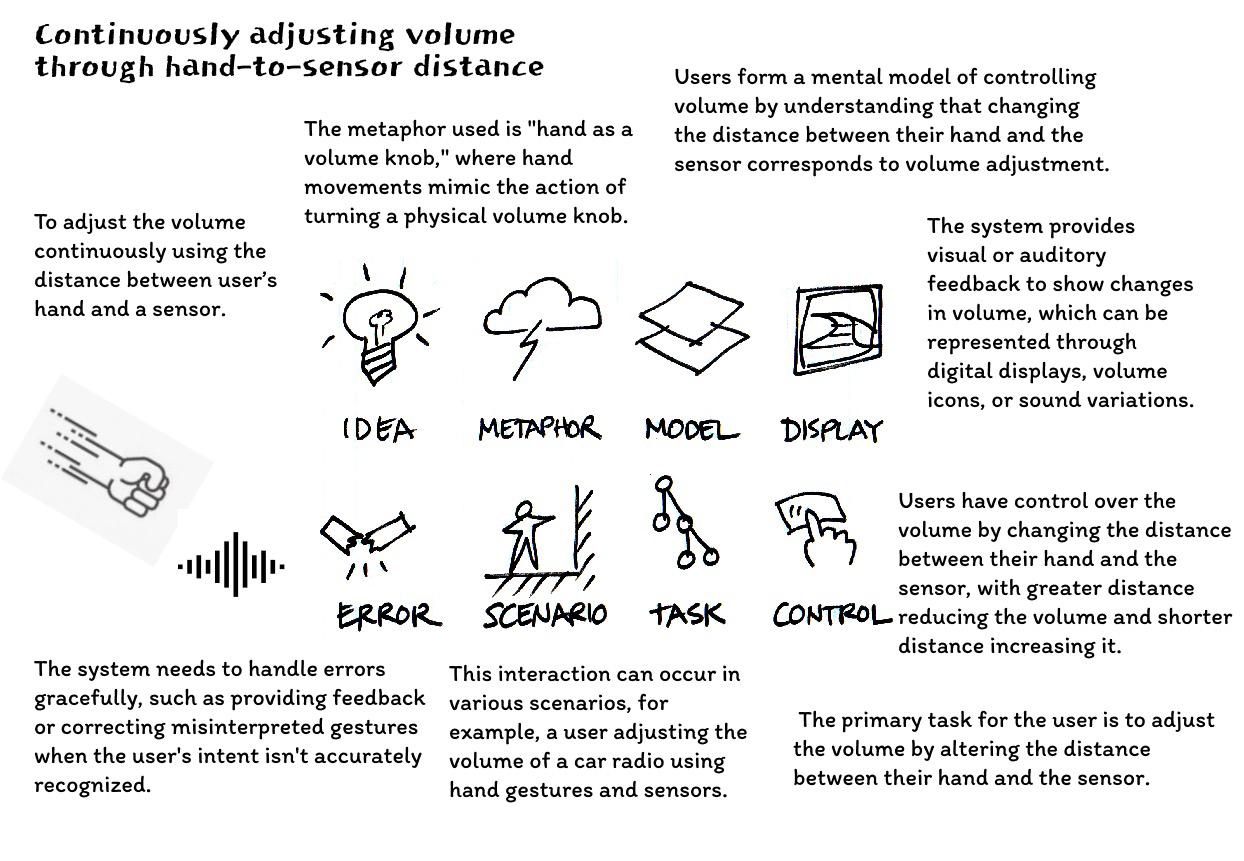 Continuously adjusting volume
through hand-to-sensor distance
Users form a mental model of controlling
volume by understanding that changing
the distance between their hand and the
sensor corresponds to volume adjustment.
The metaphor used is "hand as a
volume knob," where hand
movements mimic the action of
turning a physical volume knob.
To adjust the volume
continuously using the
distance between user's
hand and a sensor.
The system provides
visual or auditory
feedback to show changes
in volume, which can be
represented through
digital displays, volume
icons, or sound variations.
IDEA
METAPHOR
MODEL
DISPLAY
ERROR
SCENARIO
TASK
CONTROL
Users have control over the
volume by changing the distance
between their hand and the
sensor, with greater distance
reducing the volume and shorter
distance increasing it.
The system needs to handle errors
gracefully, such as providing feedback
or correcting misinterpreted gestures
when the user's intent isn't accurately
recognized.
This interaction can occur in
various scenarios, for
example, a user adjusting the
volume of a car radio using
hand gestures and sensors.
The primary task for the user is to adjust
the volume by altering the distance
between their hand and the sensor.